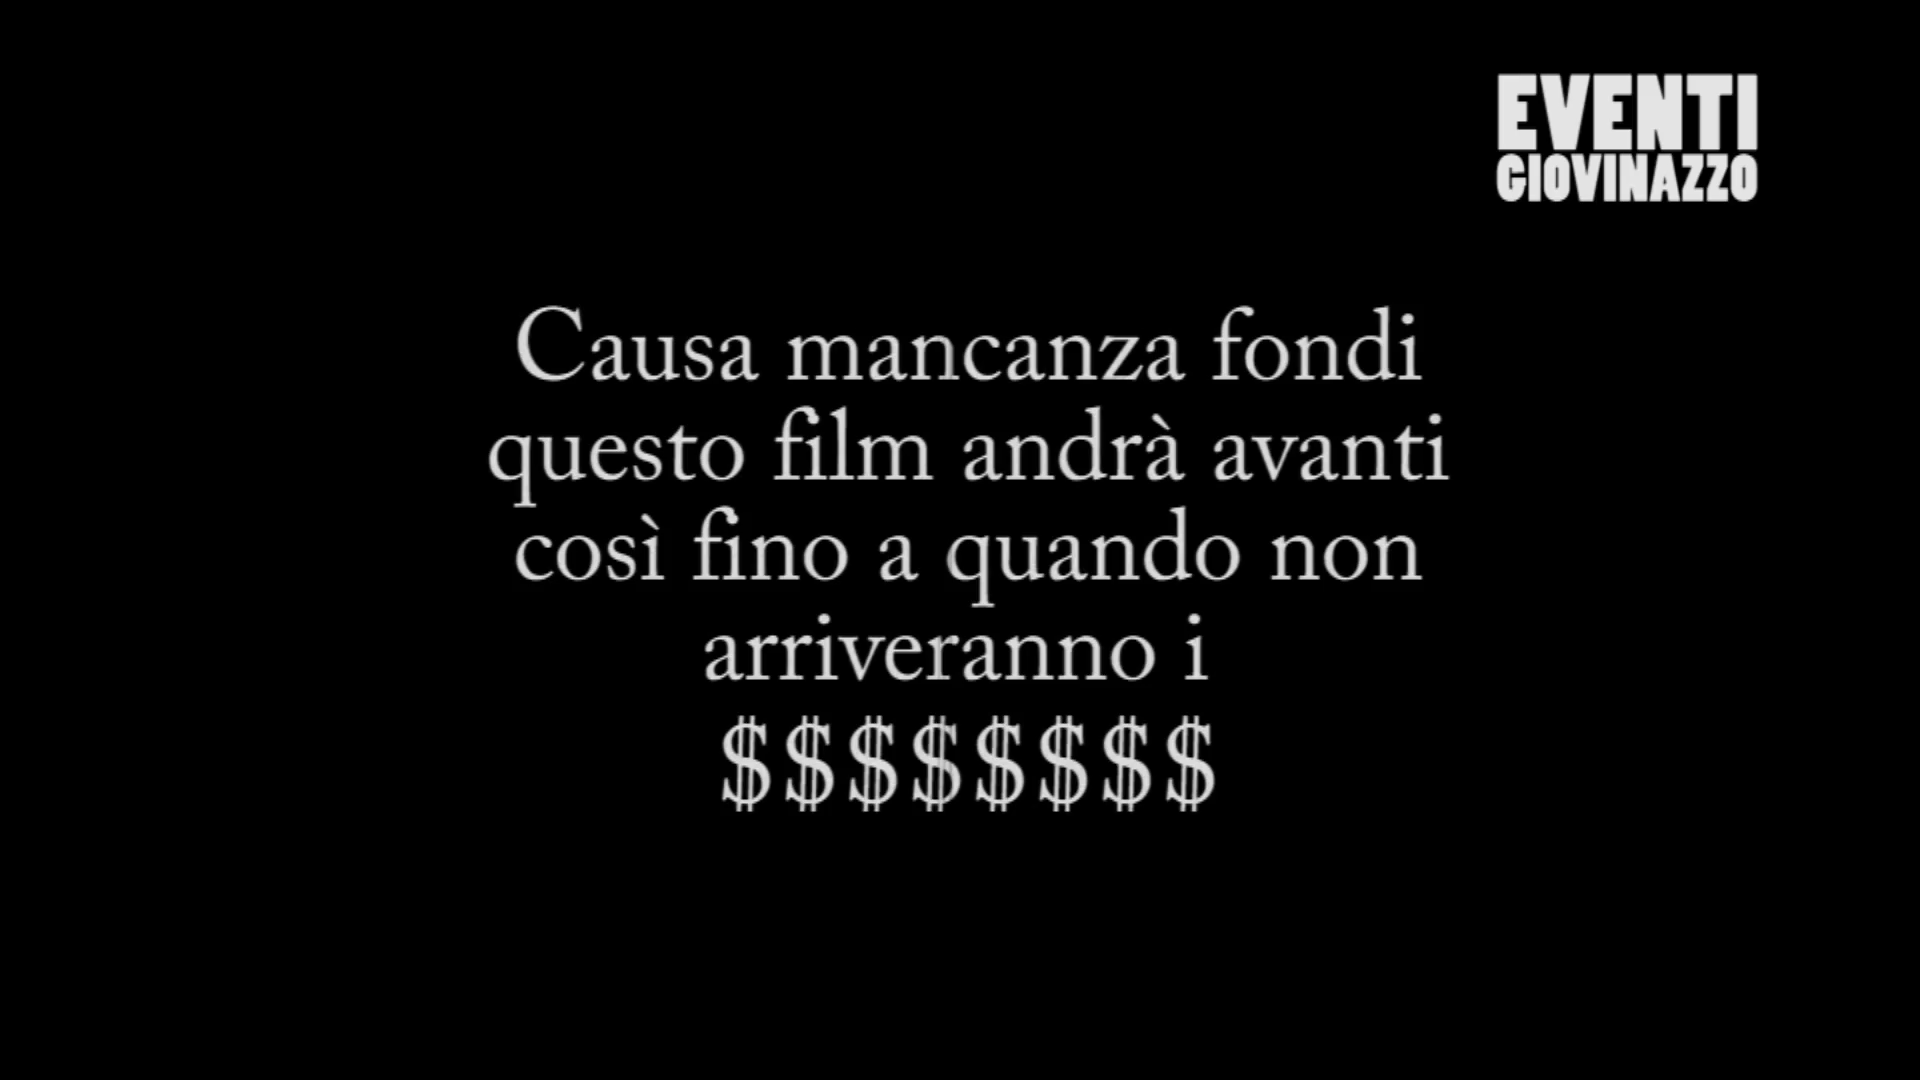 EVENTI
GIOVINAZZO
Causa mancanza fondi
questo film andrà avanti
così fino a quando non
arriveranno i
$$$$$$$$